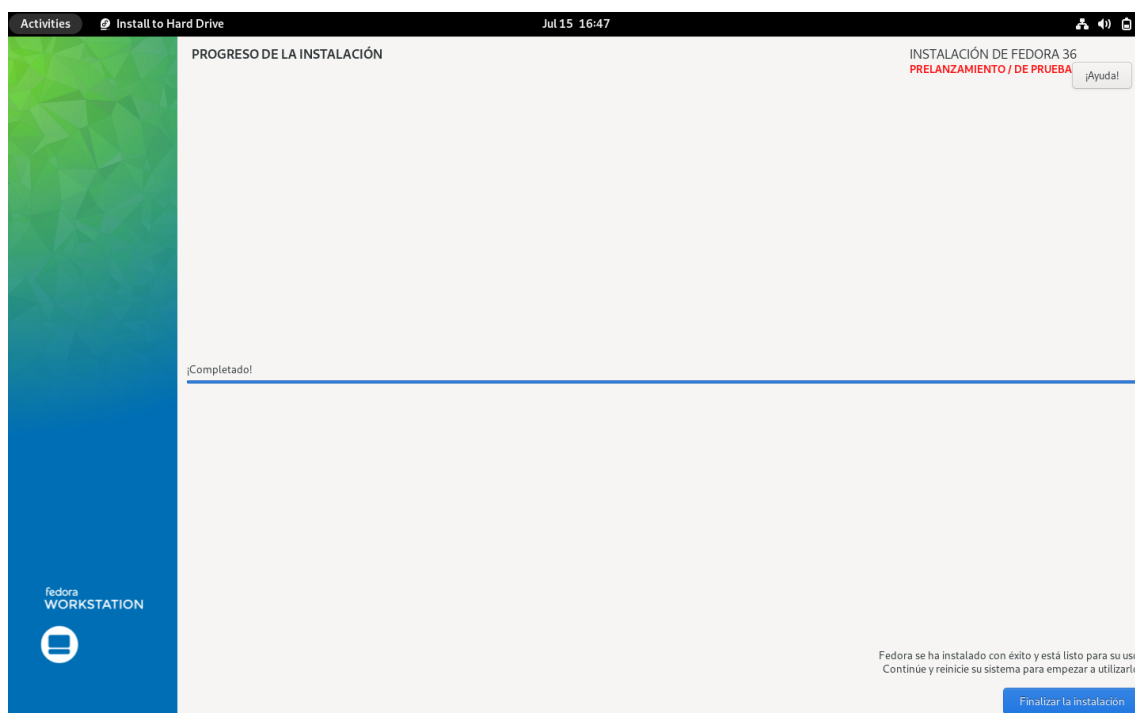 Activities Install to Hard Drive Jul 15 16:47
PROGRESO DE LA INSTALACIÓN
INSTALACIÓN DE FEDORA 36
PRELANZAMIENTO / DE PRUEBA
¡Ayuda!
¡Completado!
fedora
WORKSTATION
Fedora se ha instalado con éxito y está listo para su uso
Continúe y reinicie su sistema para empezar a utilizarlo
Finalizar la instalación